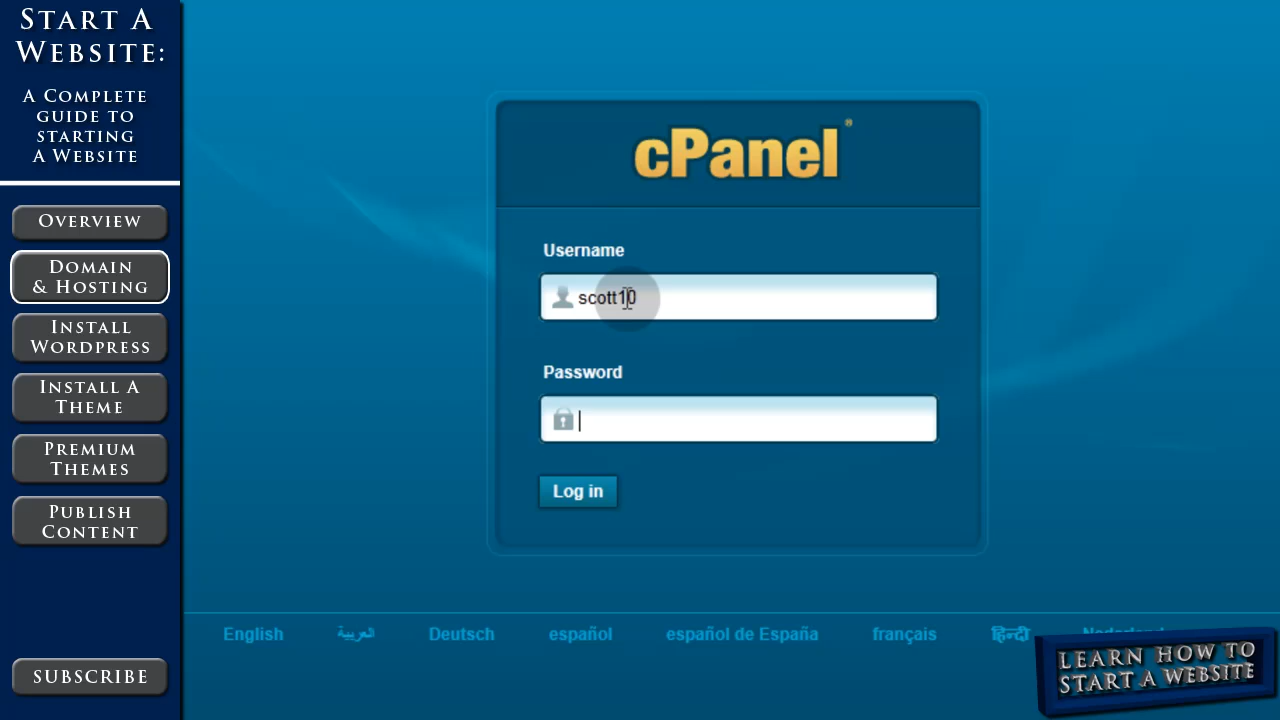 START A
WEBSITE:
A COMPLETE
GUIDE TO
STARTING
A WEBSITE
OVERVIEW
DOMAIN
& HOSTING
INSTALL
WORDPRESS
INSTALL A
THEME
PREMIUM
THEMES
PUBLISH
CONTENT
SUBSCRIBE
cPanel®
Username
scott10
Password
Log in
English العربية Deutsch español español de España français हिन्दी
LEARN HOW TO
START A WEBSITE